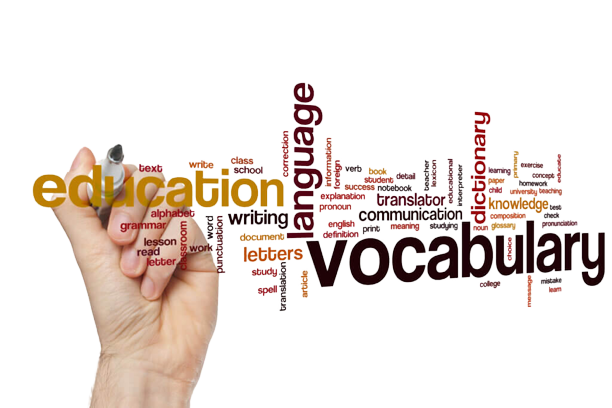 education
language
vocabulary
dictionary
text
write
class
school
correction
information
foreign
verb
book
student
detail
success
notebook
teacher
lexicon
educational
interpreter
learning
primary
exercise
concept
educate
paper
homework
child
university
teaching
explanation
pronoun
translator
knowledge
test
alphabet
grammar
word
punctuation
writing
communication
composition
check
english
definition
print
meaning
studying
noun
glossary
pronunciation
lesson
read
letter
classroom
work
document
letters
study
spell
translation
article
choice
college
message
mistake
learn